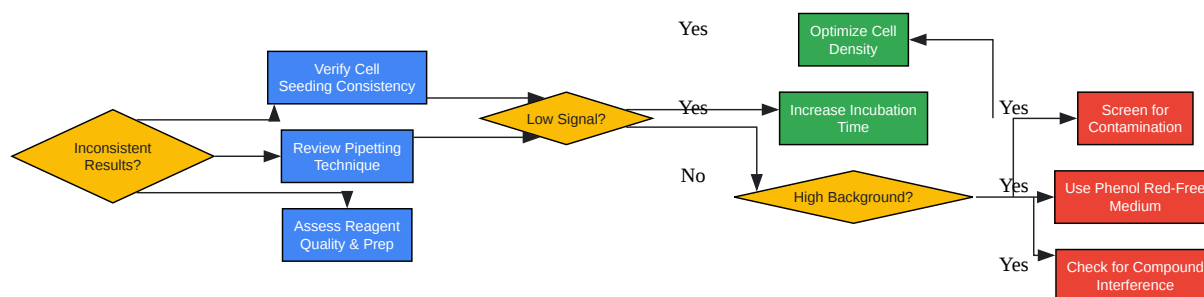 Inconsistent
Results?
Verify Cell
Seeding Consistency
Review Pipetting
Technique
Assess Reagent
Quality & Prep
Low Signal?
Yes
Yes
No
Optimize Cell
Density
Increase Incubation
Time
High Background?
Yes
Yes
Yes
Screen for
Contamination
Use Phenol Red-Free
Medium
Check for Compound
Interference